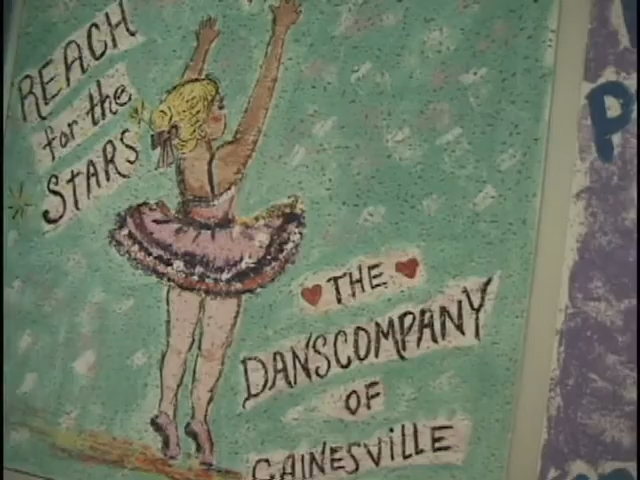 REACH
for the
STARS
THE
DANSCOMPANY
OF
GAINESVILLE
P